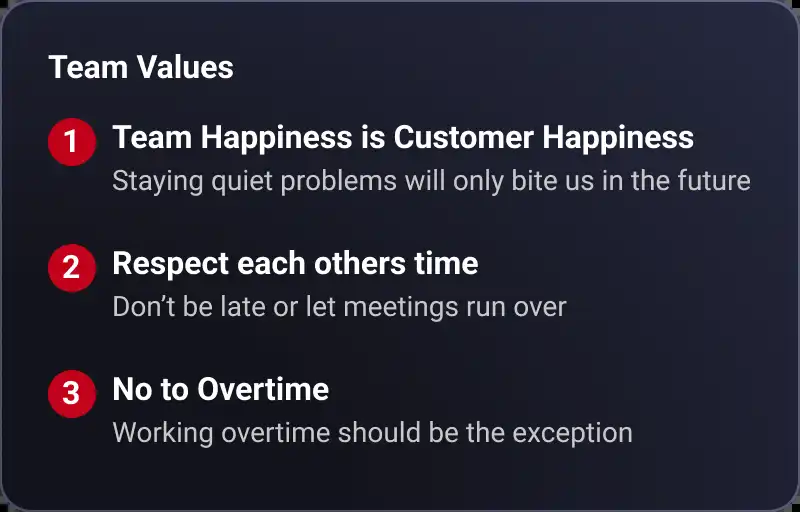 Team Values
1 Team Happiness is Customer Happiness
Staying quiet problems will only bite us in the future
2 Respect each others time
Don’t be late or let meetings run over
3 No to Overtime
Working overtime should be the exception